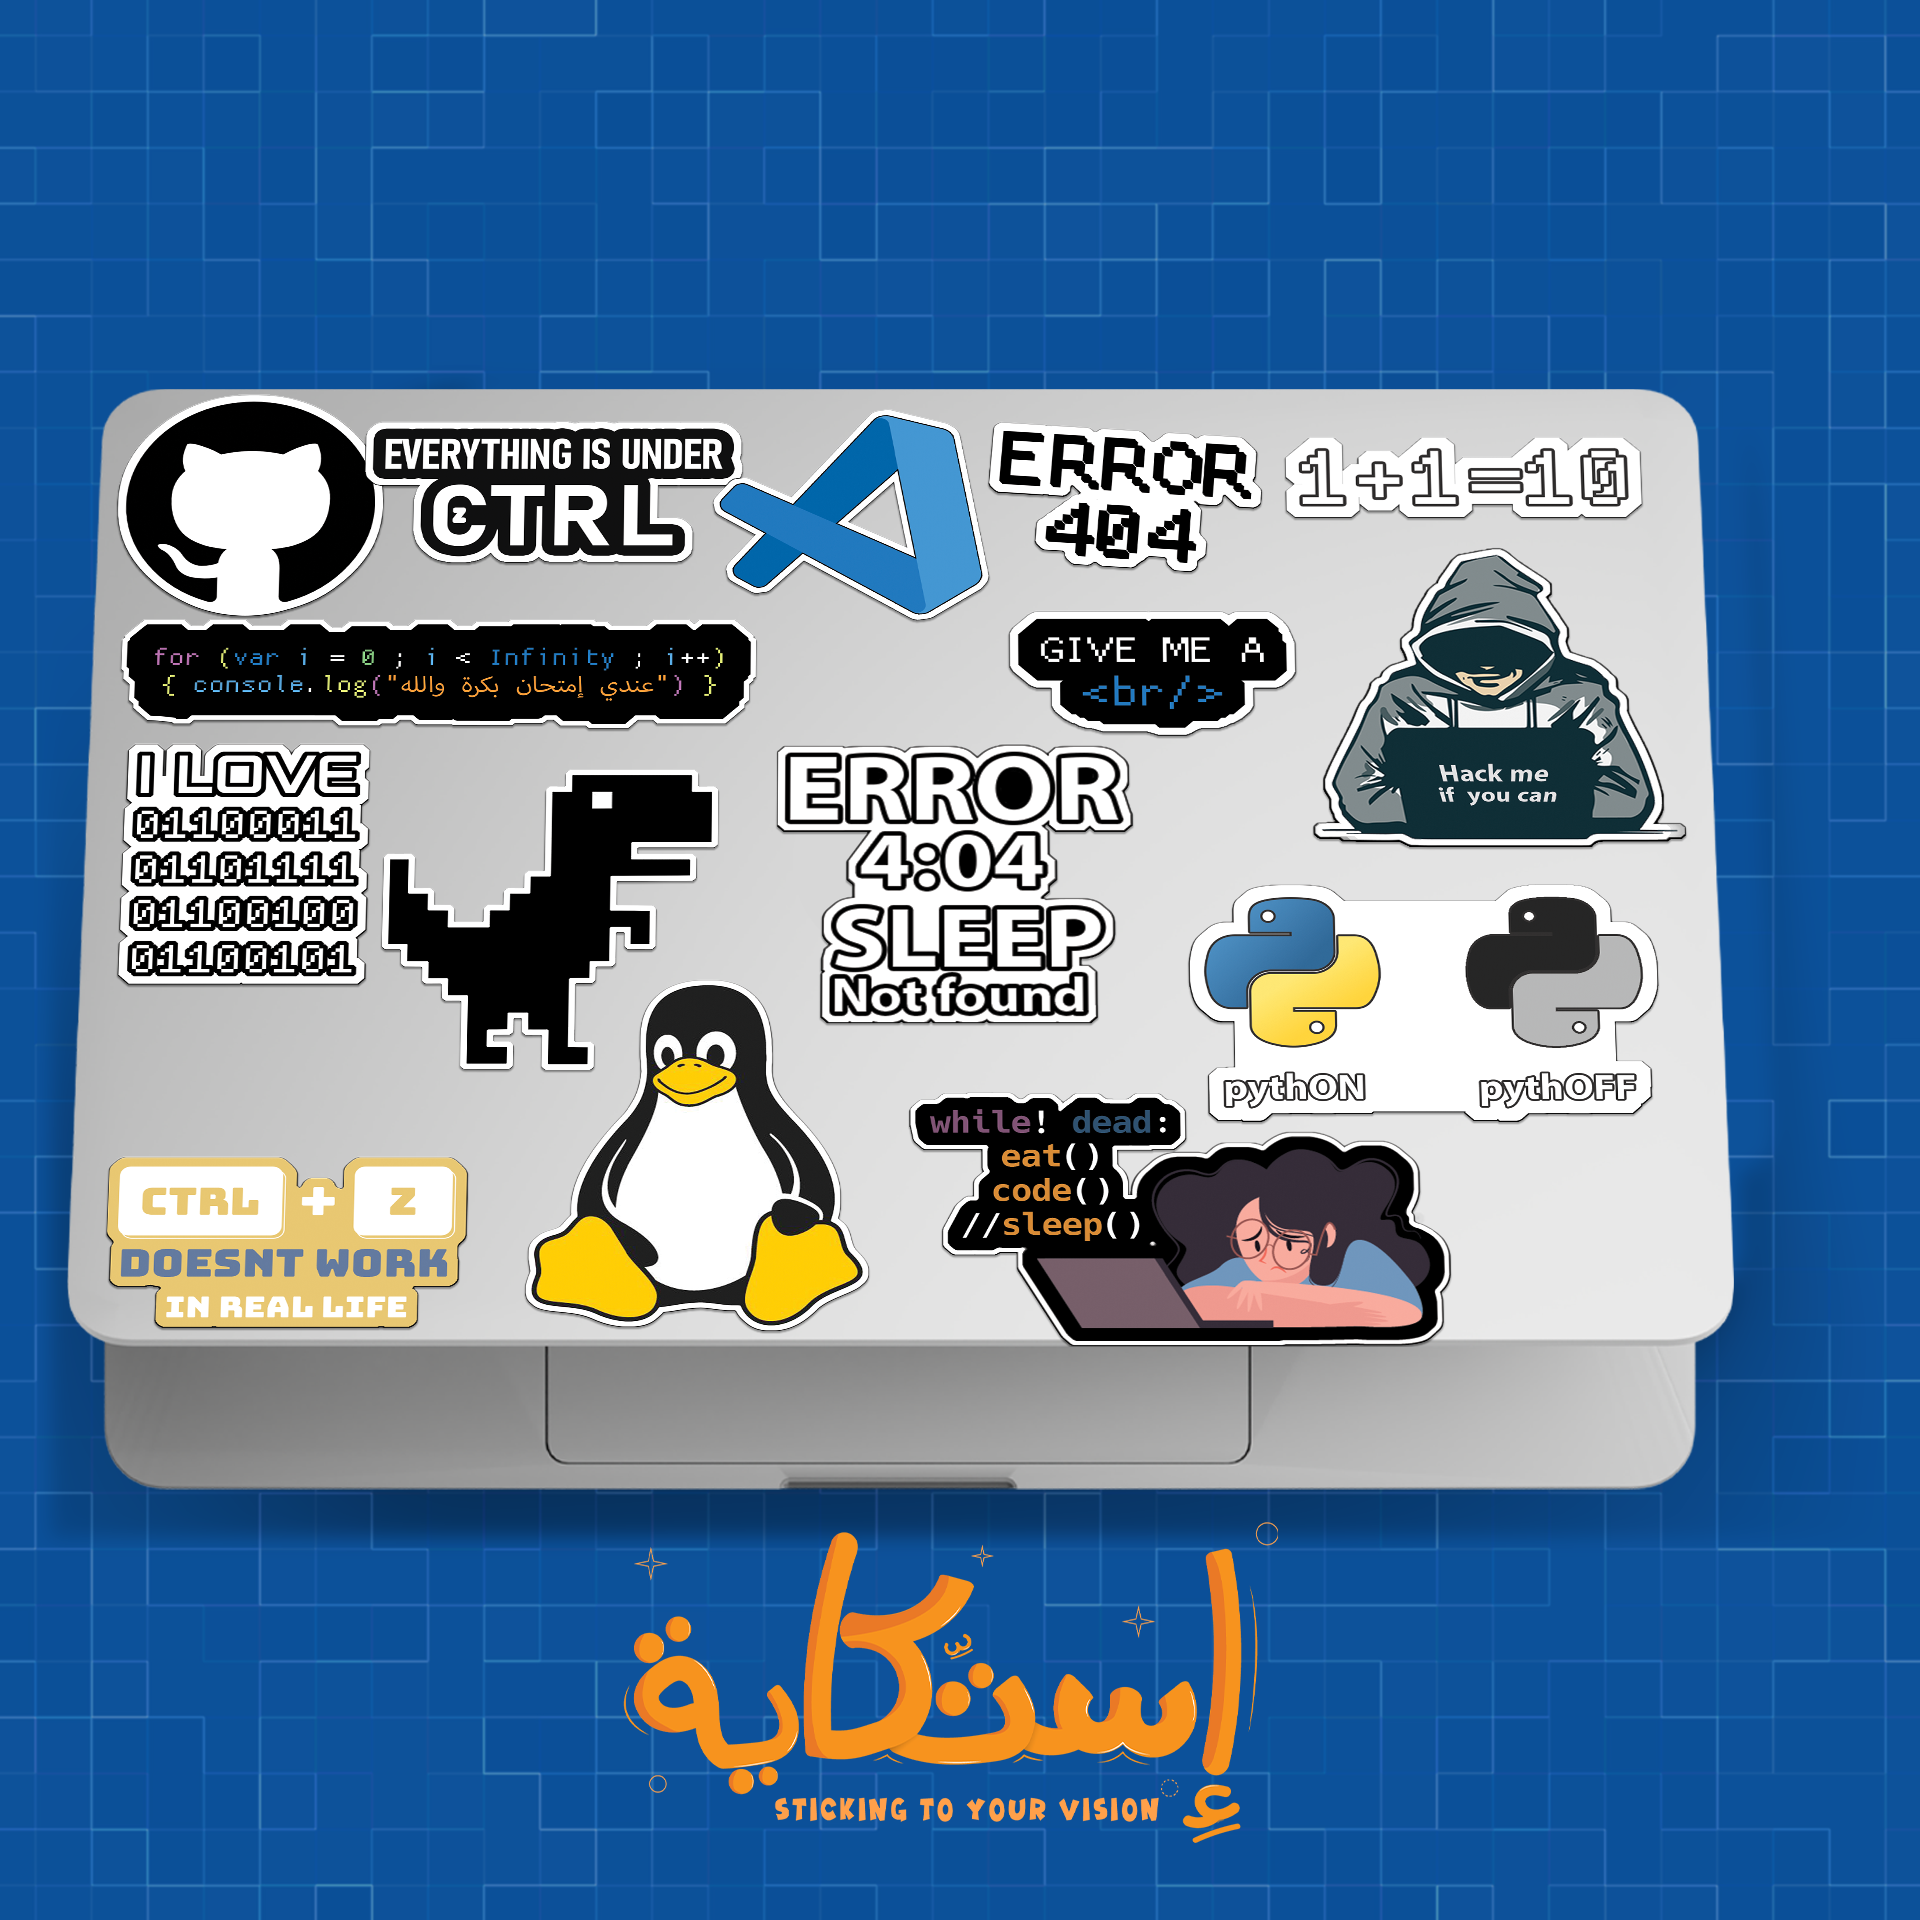 EVERYTHING IS UNDER
CTRL
Z
ERROR
404
1+1=10
for (var i = 0 ; i < Infinity ; i++)
{ console.log("عندي إمتحان بكرة والله") }
GIVE ME A
<br/>
Hack me
if you can
I LOVE
01100011
01101111
01100100
01100101
ERROR
4:04
SLEEP
Not found
pythON
pythOFF
while! dead:
eat()
code()
//sleep()
CTRL + Z
DOESNT WORK
IN REAL LIFE
إستكاية
STICKING TO YOUR VISION